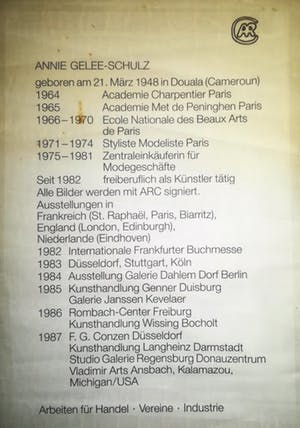 ARC
ANNIE GELEE-SCHULZ
geboren am 21. März 1948 in Douala (Cameroun)
1964 Academie Charpentier Paris
1965 Academie Met de Peninghen Paris
1966–1970 Ecole Nationale des Beaux Arts
de Paris
1971–1974 Styliste Modeliste Paris
1975–1981 Zentraleinkäuferin für
Modegeschäfte
Seit 1982 freiberuflich als Künstler tätig
Alle Bilder werden mit ARC signiert.
Ausstellungen in
Frankreich (St. Raphaël, Paris, Biarritz),
England (London, Edinburgh),
Niederlande (Eindhoven)
1982 Internationale Frankfurter Buchmesse
1983 Düsseldorf, Stuttgart, Köln
1984 Ausstellung Galerie Dahlem Dorf Berlin
1985 Kunsthandlung Genner Duisburg
Galerie Janssen Kevelaer
1986 Rombach-Center Freiburg
Kunsthandlung Wissing Bocholt
1987 F. G. Conzen Düsseldorf
Kunsthandlung Langheinz Darmstadt
Studio Galerie Regensburg Donauzentrum
Vladimir Arts Ansbach, Kalamazou,
Michigan/USA
Arbeiten für Handel · Vereine · Industrie